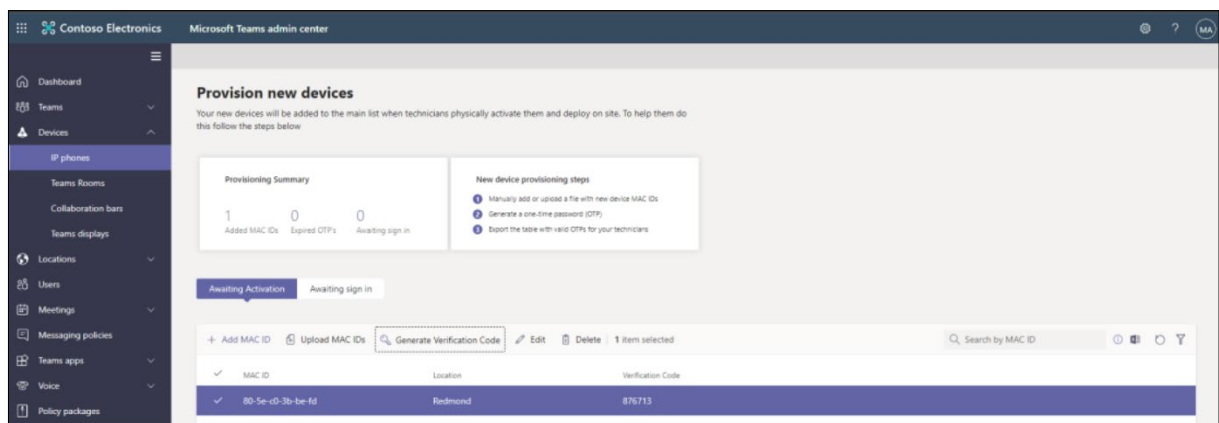 Contoso Electronics
Microsoft Teams admin center
?
MA
Dashboard
Teams
Devices
IP phones
Teams Rooms
Collaboration bars
Teams displays
Locations
Users
Meetings
Messaging policies
Teams apps
Voice
Policy packages
Provision new devices
Your new devices will be added to the main list when technicians physically activate them and deploy on site. To help them do
this follow the steps below
Provisioning Summary
1 0 0
Added MAC IDs Expired OTP's Awaiting sign in
New device provisioning steps
1 Manually add or upload a file with new device MAC IDs
2 Generate a one-time password (OTP)
3 Export the table with valid OTPs for your technicians
Awaiting Activation Awaiting sign in
+ Add MAC ID Upload MAC IDs Generate Verification Code Edit Delete 1 item selected Search by MAC ID
MAC ID Location Verification Code
80-5e-c0-3b-be-fd Redmond 876713